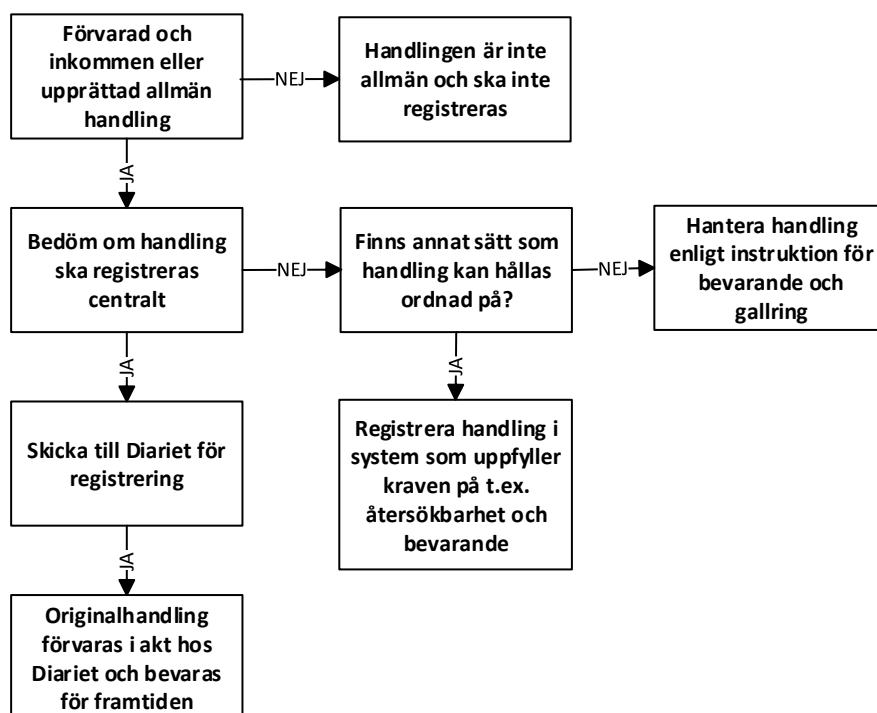 Förvarad och
inkommen eller
upprättad allmän
handling
NEJ
Handlingen är inte
allmän och ska inte
registreras
JA
Bedöm om handling
ska registreras
centralt
NEJ
Finns annat sätt som
handling kan hållas
ordnad på?
NEJ
Hantera handling
enligt instruktion för
bevarande och
gallring
JA
JA
Skicka till Diariet för
registrering
Registrera handling i
system som uppfyller
kraven på t.ex.
återsökbarhet och
bevarande
JA
Originalhandling
förvaras i akt hos
Diariet och bevaras
för framtiden